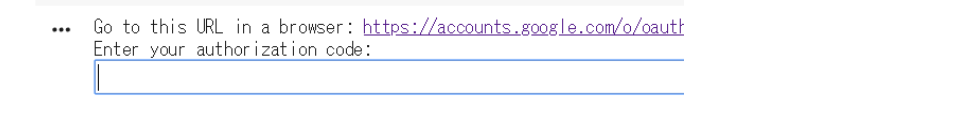 Go to this URL in a browser: https://accounts.google.com/o/oauth
Enter your authorization code: